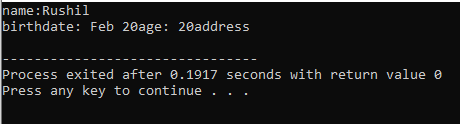 name:Rushil
birthdate: Feb 20age: 20address
--------------------------------
Process exited after 0.1917 seconds with return value 0
Press any key to continue . . .